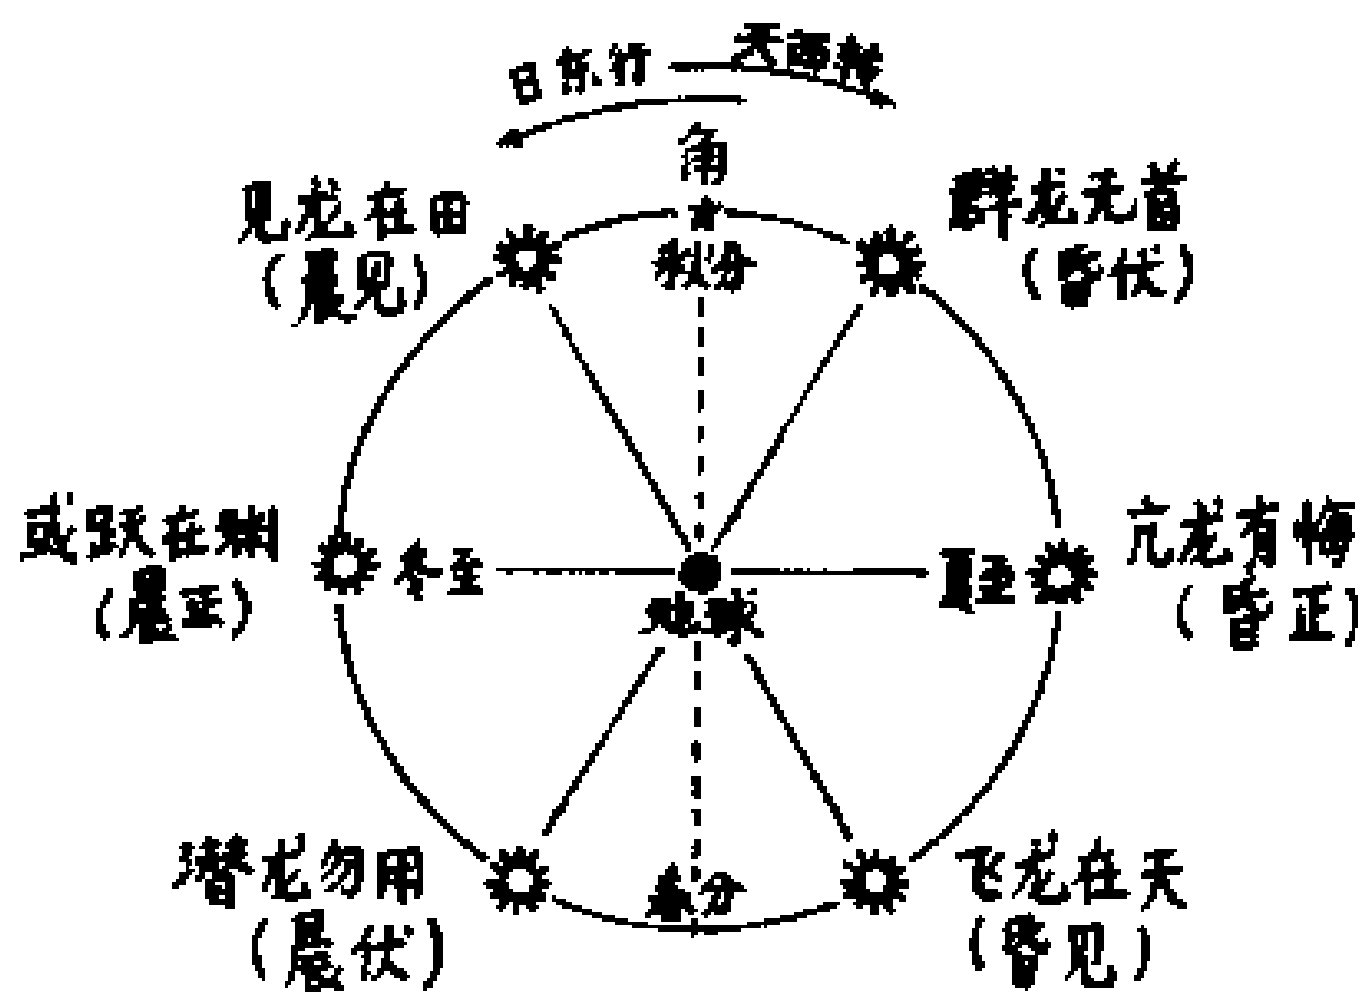 日东行
天西转
角
见龙在田
(晨见)
秋分
群龙无首
(昏伏)
或跃在渊
(晨正)
冬至
地球
夏至
亢龙有悔
(昏正)
潜龙勿用
(晨伏)
春分
飞龙在天
(昏见)